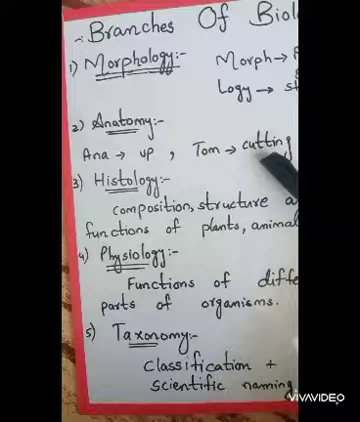 :- Branches Of Biol
1) Morphology:- Morph →
Logy → st
2) Anatomy:-
Ana → up , Tom → cutting
3) Histology:-
composition, structure a
functions of plants, animal
4) Physiology:-
Functions of diffe
parts of organisms.
5) Taxonomy:-
Classification +
scientific naming
VIVAVIDEO